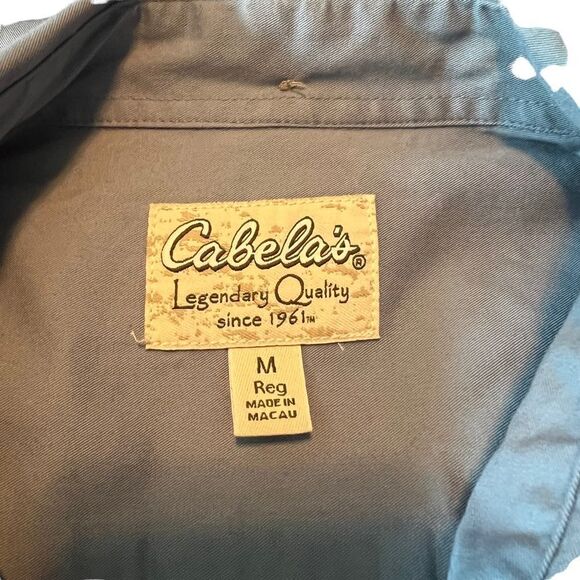 Cabela's®
Legendary Quality
since 1961™
M
Reg
MADE IN
MACAU